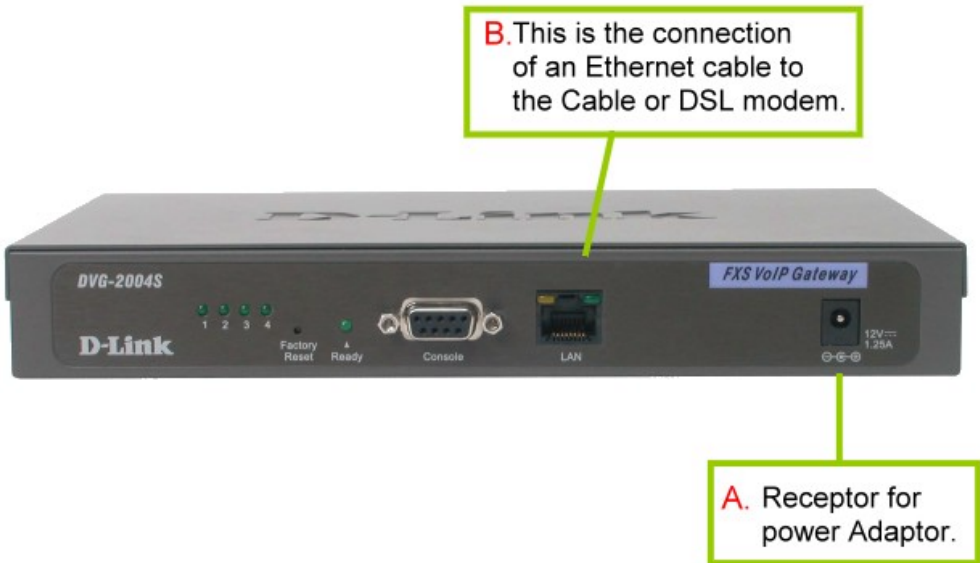 B. This is the connection
of an Ethernet cable to
the Cable or DSL modem.
D-Link
DVG-2004S
FXS VoIP Gateway
1 2 3 4
D-Link
Factory
Reset
Ready
Console
LAN
12V
1.25A
A. Receptor for
power Adaptor.